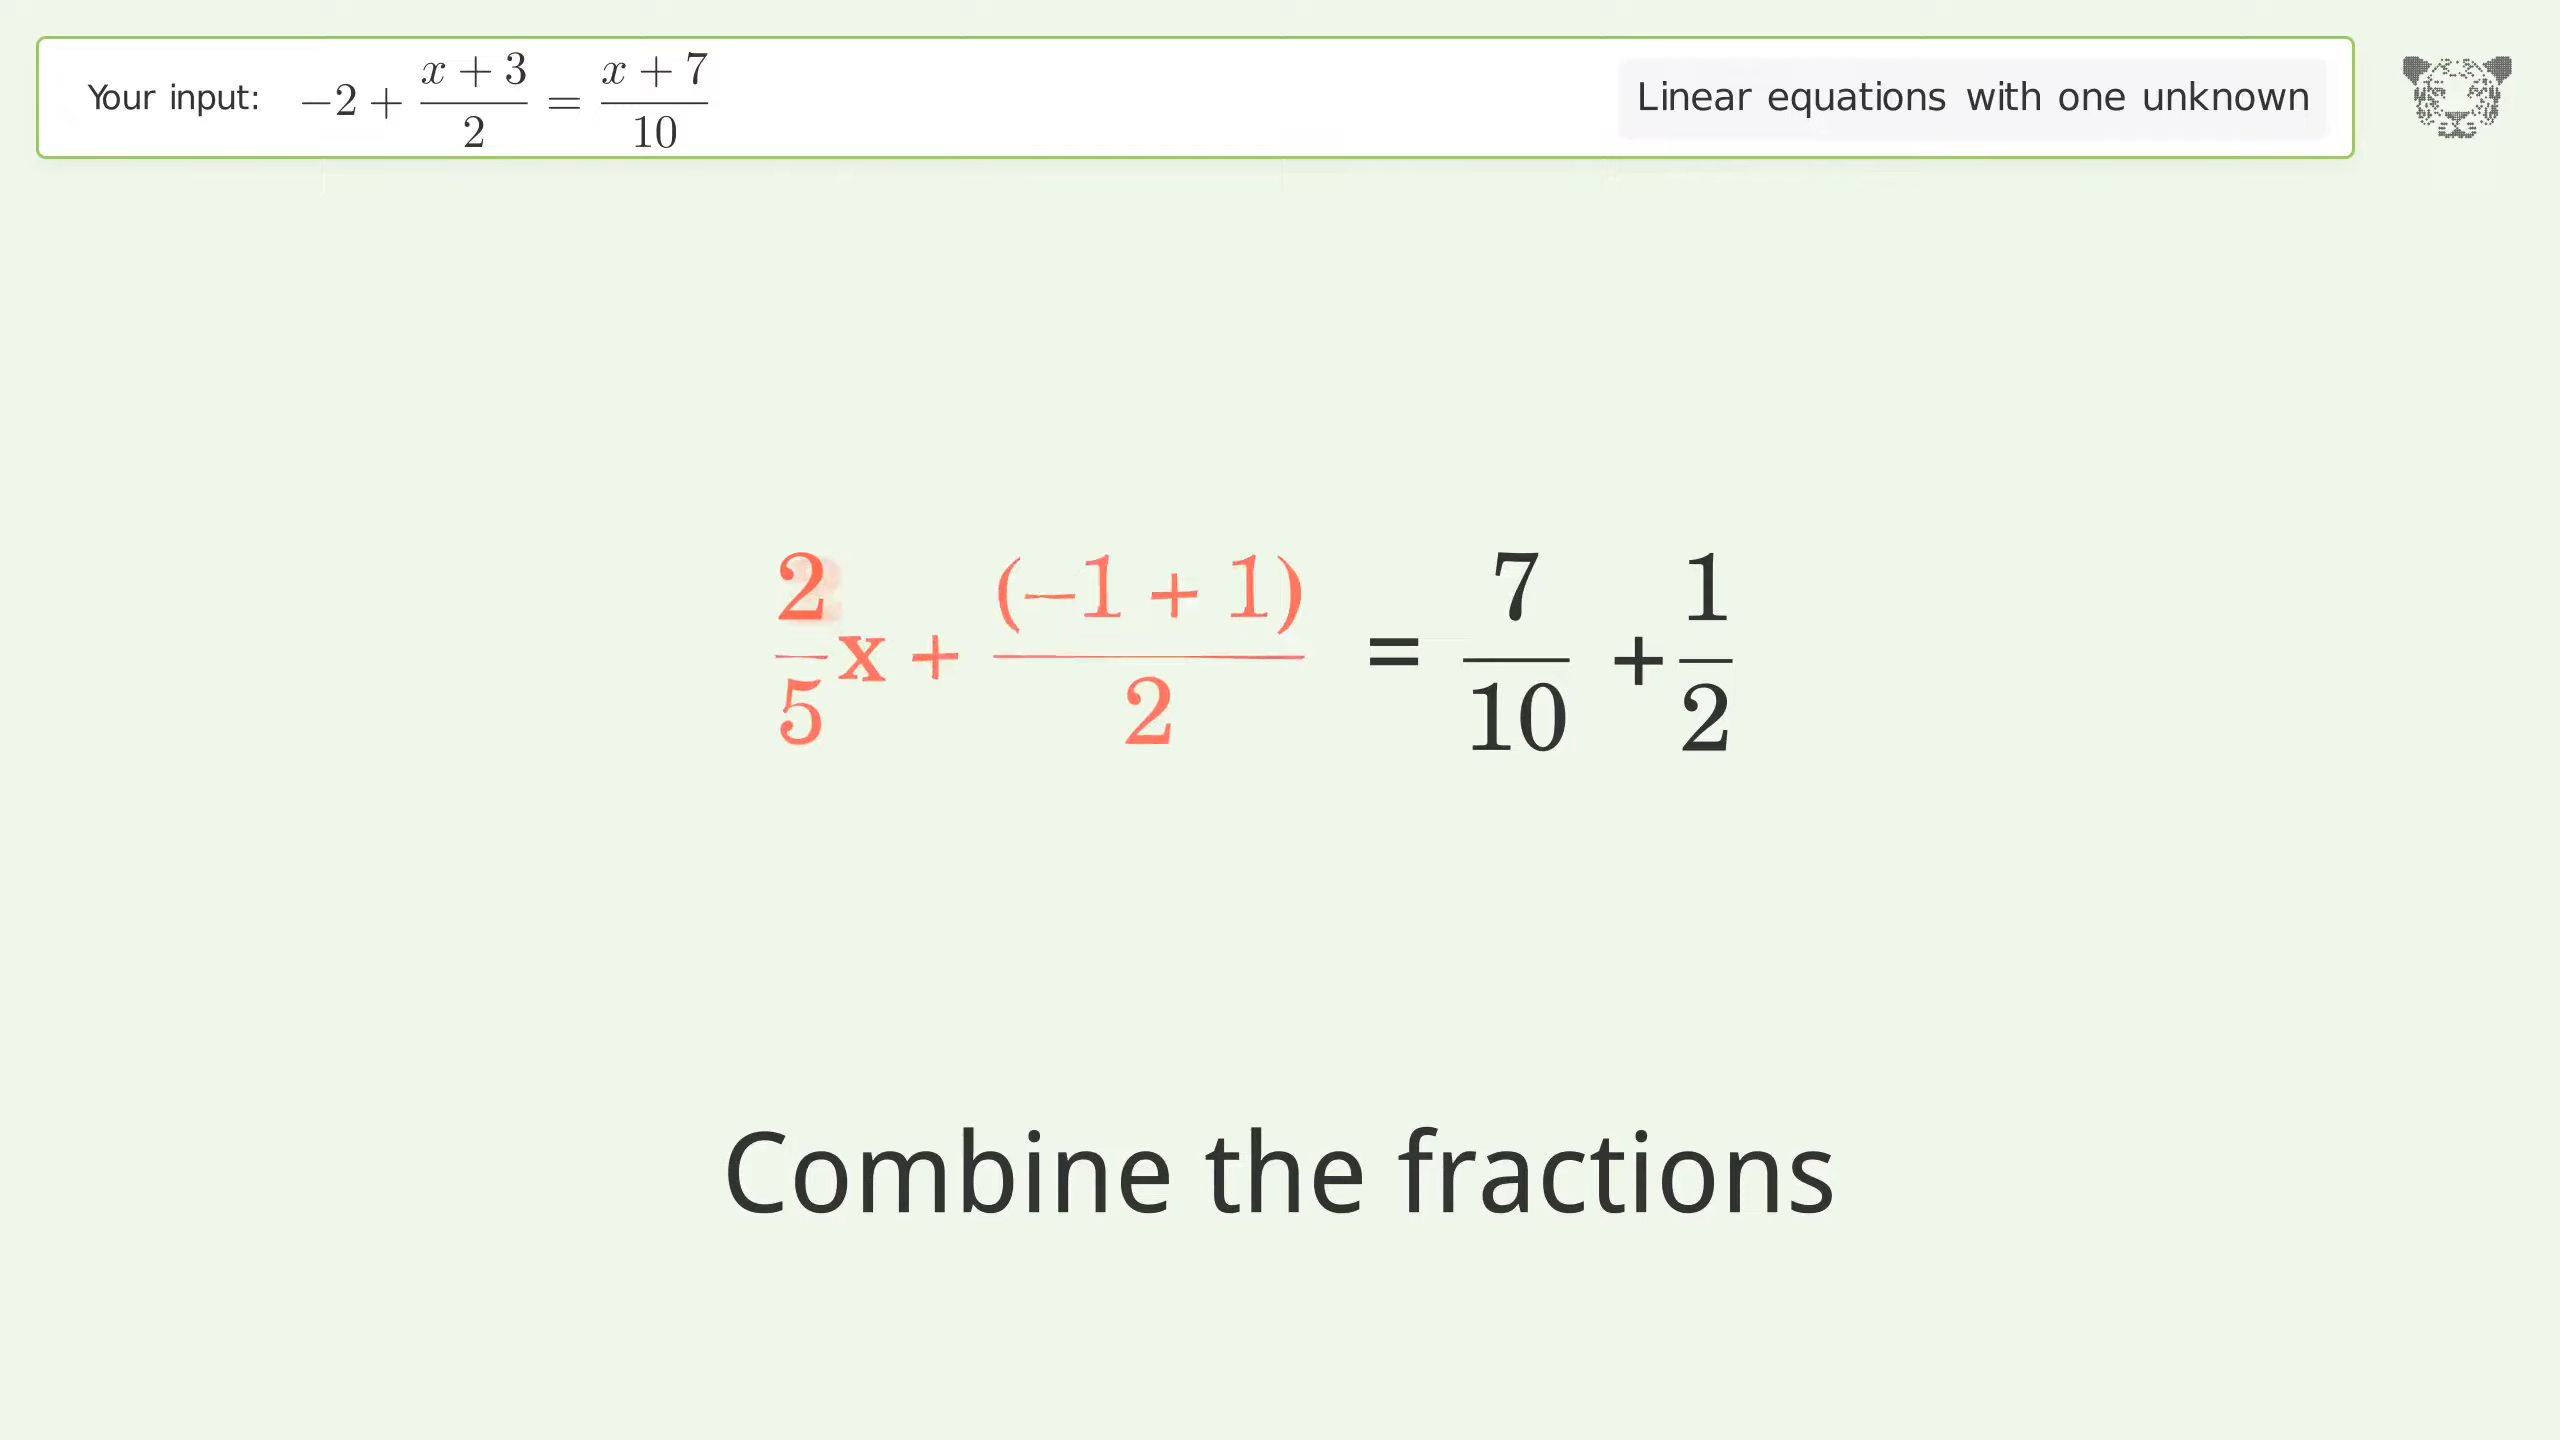 Your input: −2 + (x + 3)/2 = (x + 7)/10
Linear equations with one unknown
2/5 x + (−1 + 1)/2 = 7/10 + 1/2
Combine the fractions